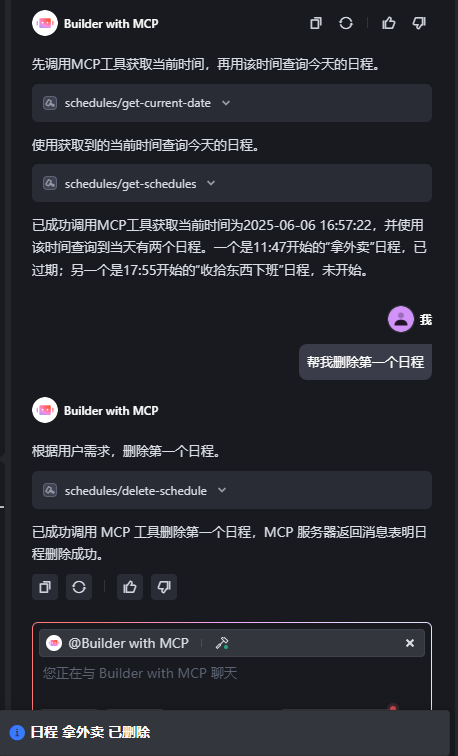 Builder with MCP
先调用MCP工具获取当前时间，再用该时间查询今天的日程。
schedules/get-current-date
使用获取到的当前时间查询今天的日程。
schedules/get-schedules
已成功调用MCP工具获取当前时间为2025-06-06 16:57:22，并使用
该时间查询到当天有两个日程。一个是11:47开始的“拿外卖”日程，已
过期；另一个是17:55开始的“收拾东西下班”日程，未开始。
我
帮我删除第一个日程
Builder with MCP
根据用户需求，删除第一个日程。
schedules/delete-schedule
已成功调用 MCP 工具删除第一个日程，MCP 服务器返回消息表明日
程删除成功。
@Builder with MCP
您正在与 Builder with MCP 聊天
日程 拿外卖 已删除